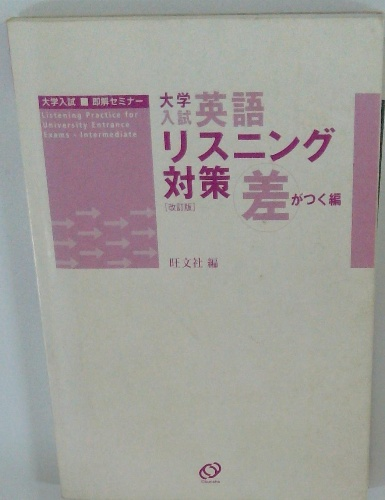 大学入試 ■ 即解セミナー
Listening Practice for
University Entrance
Exams - Intermediate
大学
入試 英語
リスニング
対策 差がつく編
[改訂版]
旺文社 編
Obunsha